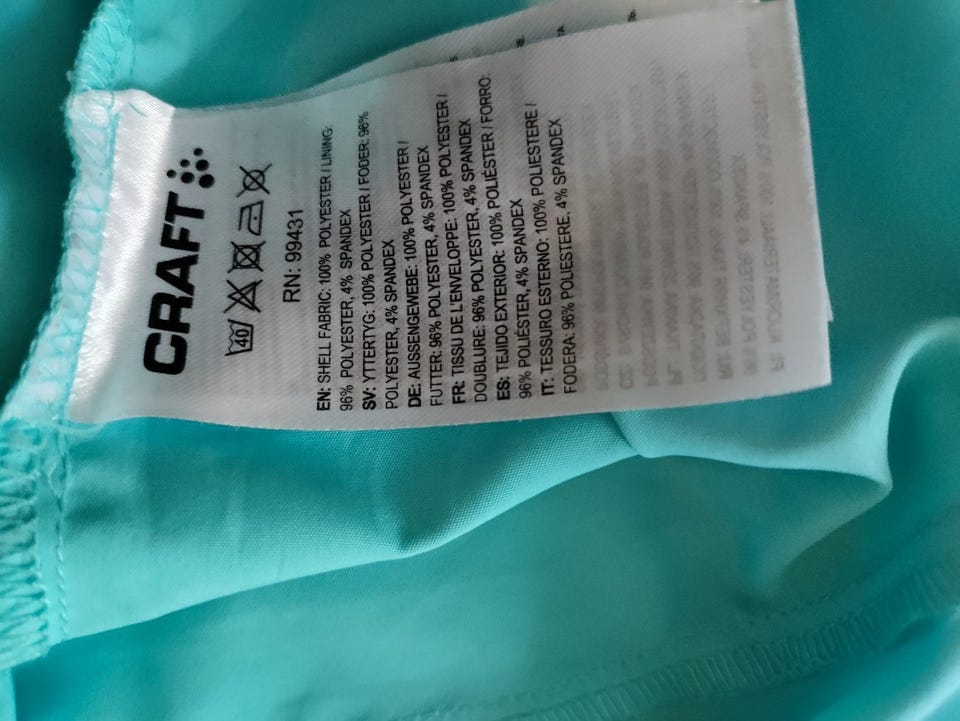 CRAFT
40
RN: 99431
EN: SHELL FABRIC: 100% POLYESTER / LINING:
96% POLYESTER, 4% SPANDEX
SV: YTTERTYG: 100% POLYESTER / FODER: 96%
POLYESTER, 4% SPANDEX
DE: AUSSENGEWEBE: 100% POLYESTER /
FUTTER: 96% POLYESTER, 4% SPANDEX
FR: TISSU DE L'ENVELOPPE: 100% POLYESTER /
DOUBLURE: 96% POLYESTER, 4% SPANDEX
ES: TEJIDO EXTERIOR: 100% POLIÉSTER / FORRO:
96% POLIÉSTER, 4% SPANDEX
IT: TESSURO ESTERNO: 100% POLIESTERE /
FODERA: 96% POLIESTERE, 4% SPANDEX